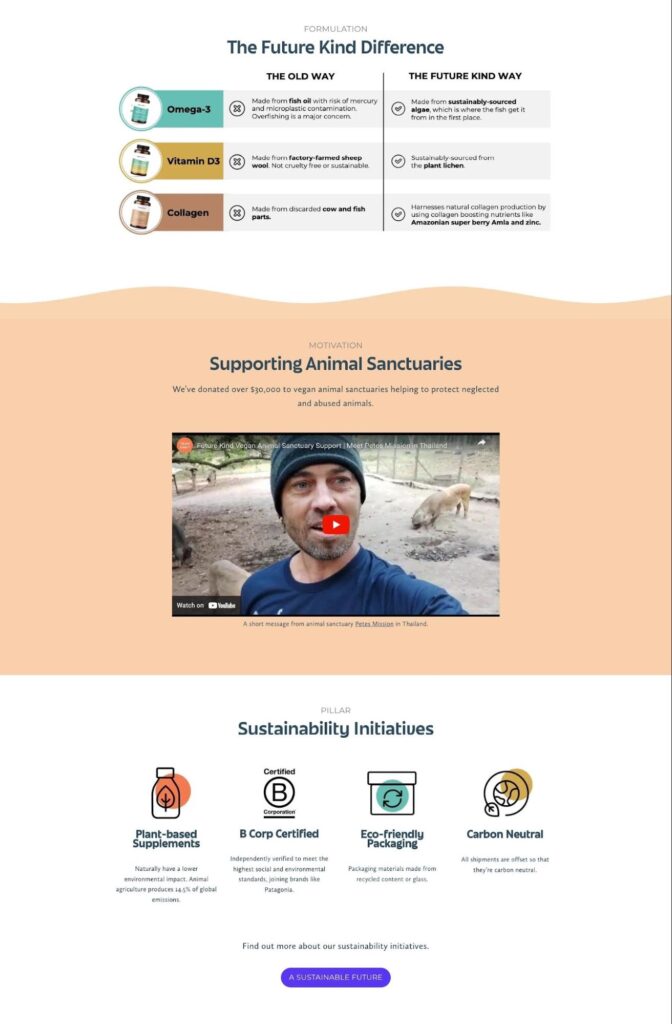 FORMULATION
The Future Kind Difference
THE OLD WAY
THE FUTURE KIND WAY
Omega-3
Made from fish oil with risk of mercury
and microplastic contamination.
Overfishing is a major concern.
Made from sustainably-sourced
algae, which is where the fish get it
from in the first place.
Vitamin D3
Made from factory-farmed sheep
wool. Not cruelty free or sustainable.
Sustainably-sourced from
the plant lichen.
Collagen
Made from discarded cow and fish
parts.
Harnesses natural collagen production by
using collagen boosting nutrients like
Amazonian super berry Amla and zinc.
MOTIVATION
Supporting Animal Sanctuaries
We've donated over $30,000 to vegan animal sanctuaries helping to protect neglected
and abused animals.
Future Kind Vegan Animal Sanctuary Support | Meet Petes Mission in Thailand
Watch on YouTube
A short message from animal sanctuary Petes Mission in Thailand.
PILLAR
Sustainability Initiatives
Plant-based
Supplements
Naturally have a lower
environmental impact. Animal
agriculture produces 14.5% of global
emissions.
Certified
B
Corporation
B Corp Certified
Independently verified to meet the
highest social and environmental
standards, joining brands like
Patagonia.
Eco-friendly
Packaging
Packaging materials made from
recycled content or glass.
Carbon Neutral
All shipments are offset so that
they're carbon neutral.
Find out more about our sustainability initiatives.
A SUSTAINABLE FUTURE